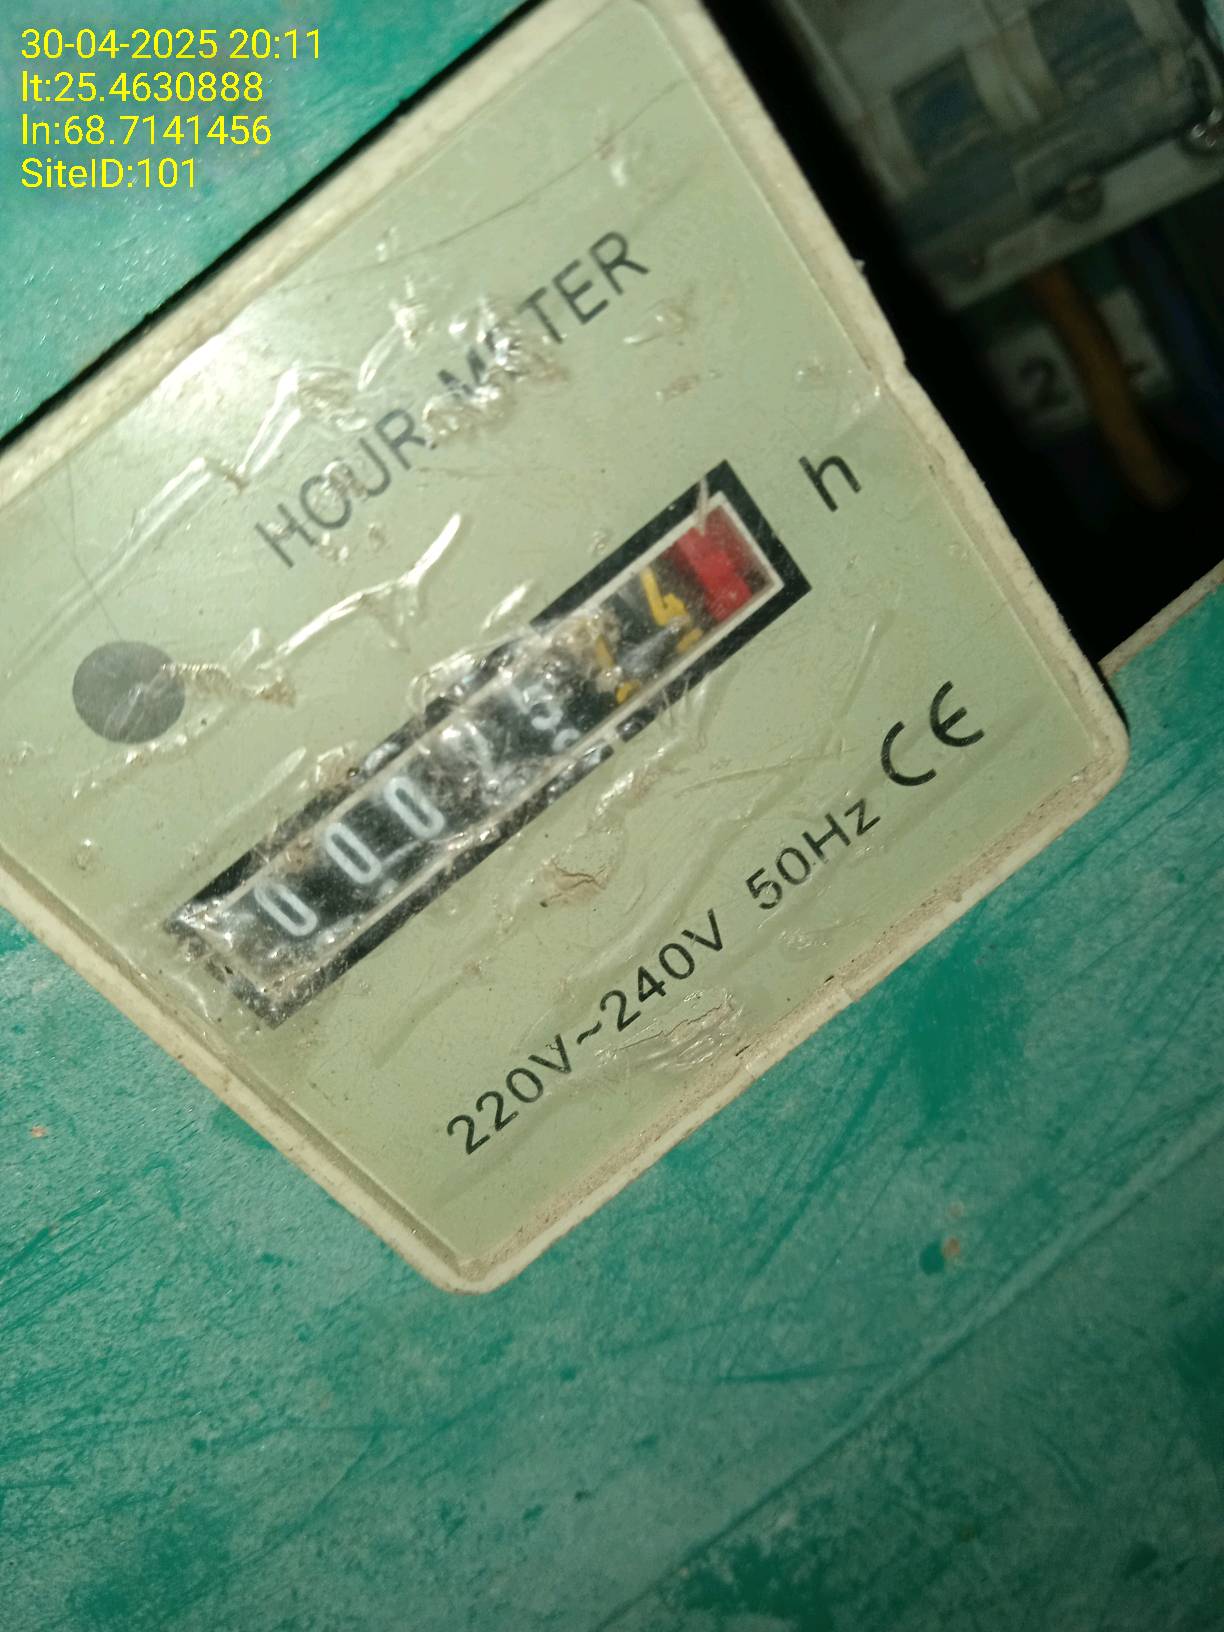 30-04-2025 20:11
lt:25.4630888
ln:68.7141456
SiteID:101
HOUR METER
h
220V~240V 50Hz CE
2